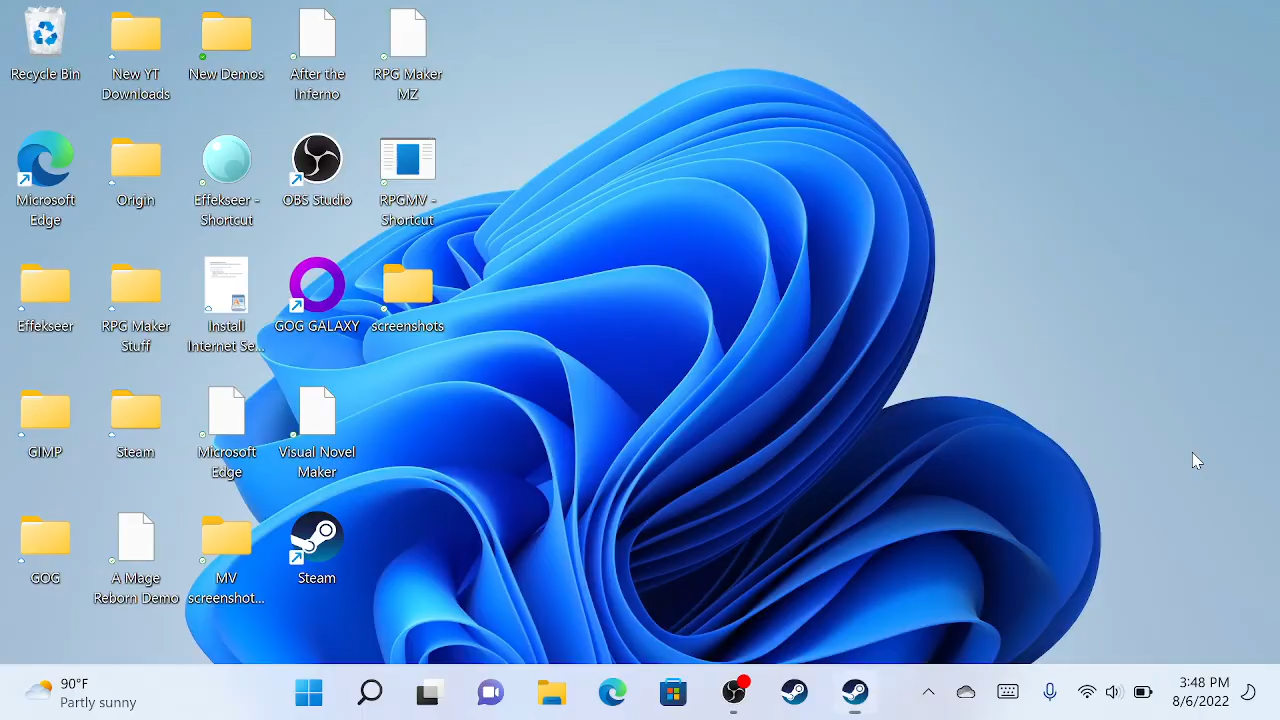 Recycle Bin
New YT
Downloads
New Demos
After the
Inferno
RPG Maker
MZ
Microsoft
Edge
Origin
Effekseer -
Shortcut
OBS Studio
RPGMV -
Shortcut
Effekseer
RPG Maker
Stuff
Install
Internet Se...
GOG GALAXY
screenshots
GIMP
Steam
Microsoft
Edge
Visual Novel
Maker
GOG
A Mage
Reborn Demo
MV
screenshot...
Steam
90°F
Partly sunny
3:48 PM
8/6/2022